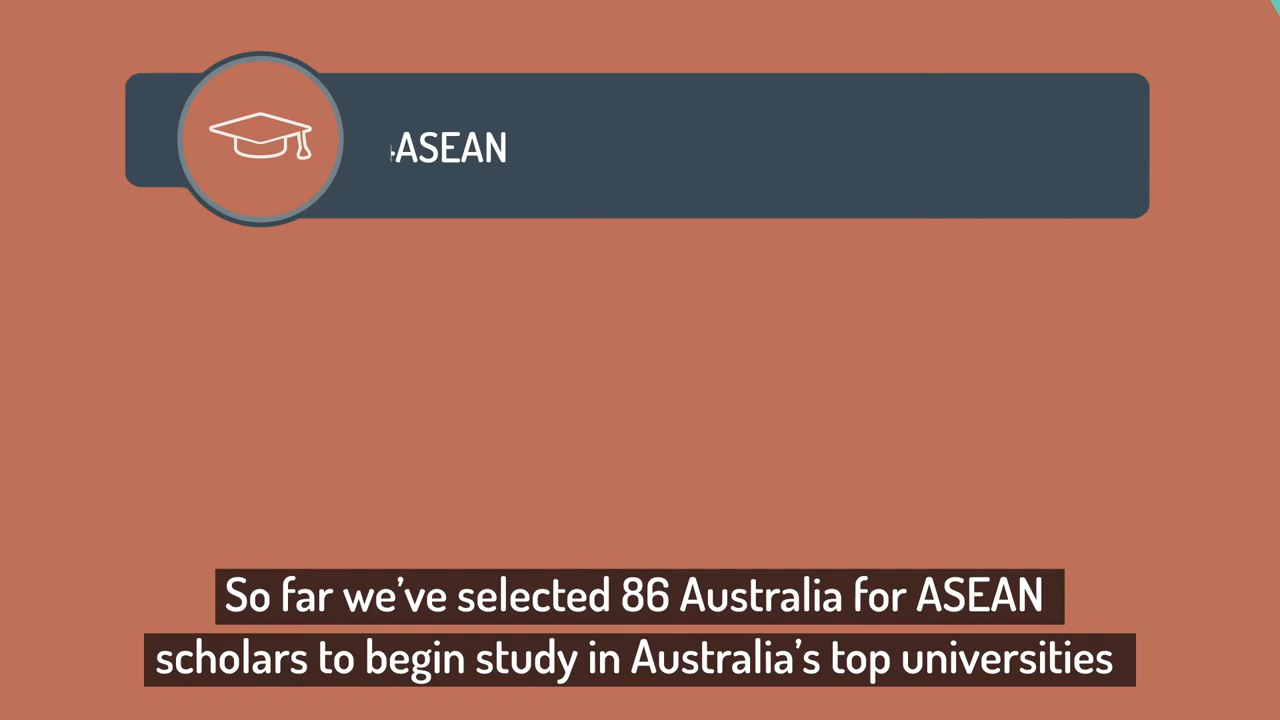 ASEAN
So far we've selected 86 Australia for ASEAN
scholars to begin study in Australia's top universities